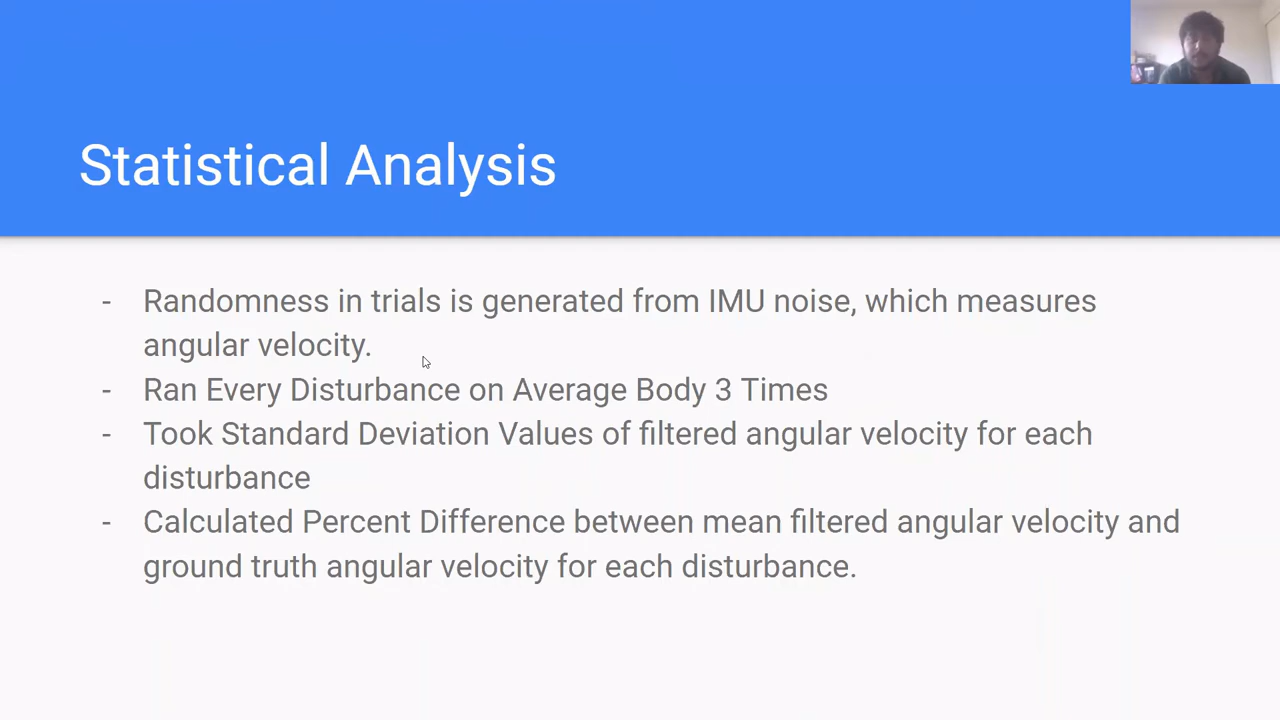 Statistical Analysis
- Randomness in trials is generated from IMU noise, which measures
angular velocity.
- Ran Every Disturbance on Average Body 3 Times
- Took Standard Deviation Values of filtered angular velocity for each
disturbance
- Calculated Percent Difference between mean filtered angular velocity and
ground truth angular velocity for each disturbance.